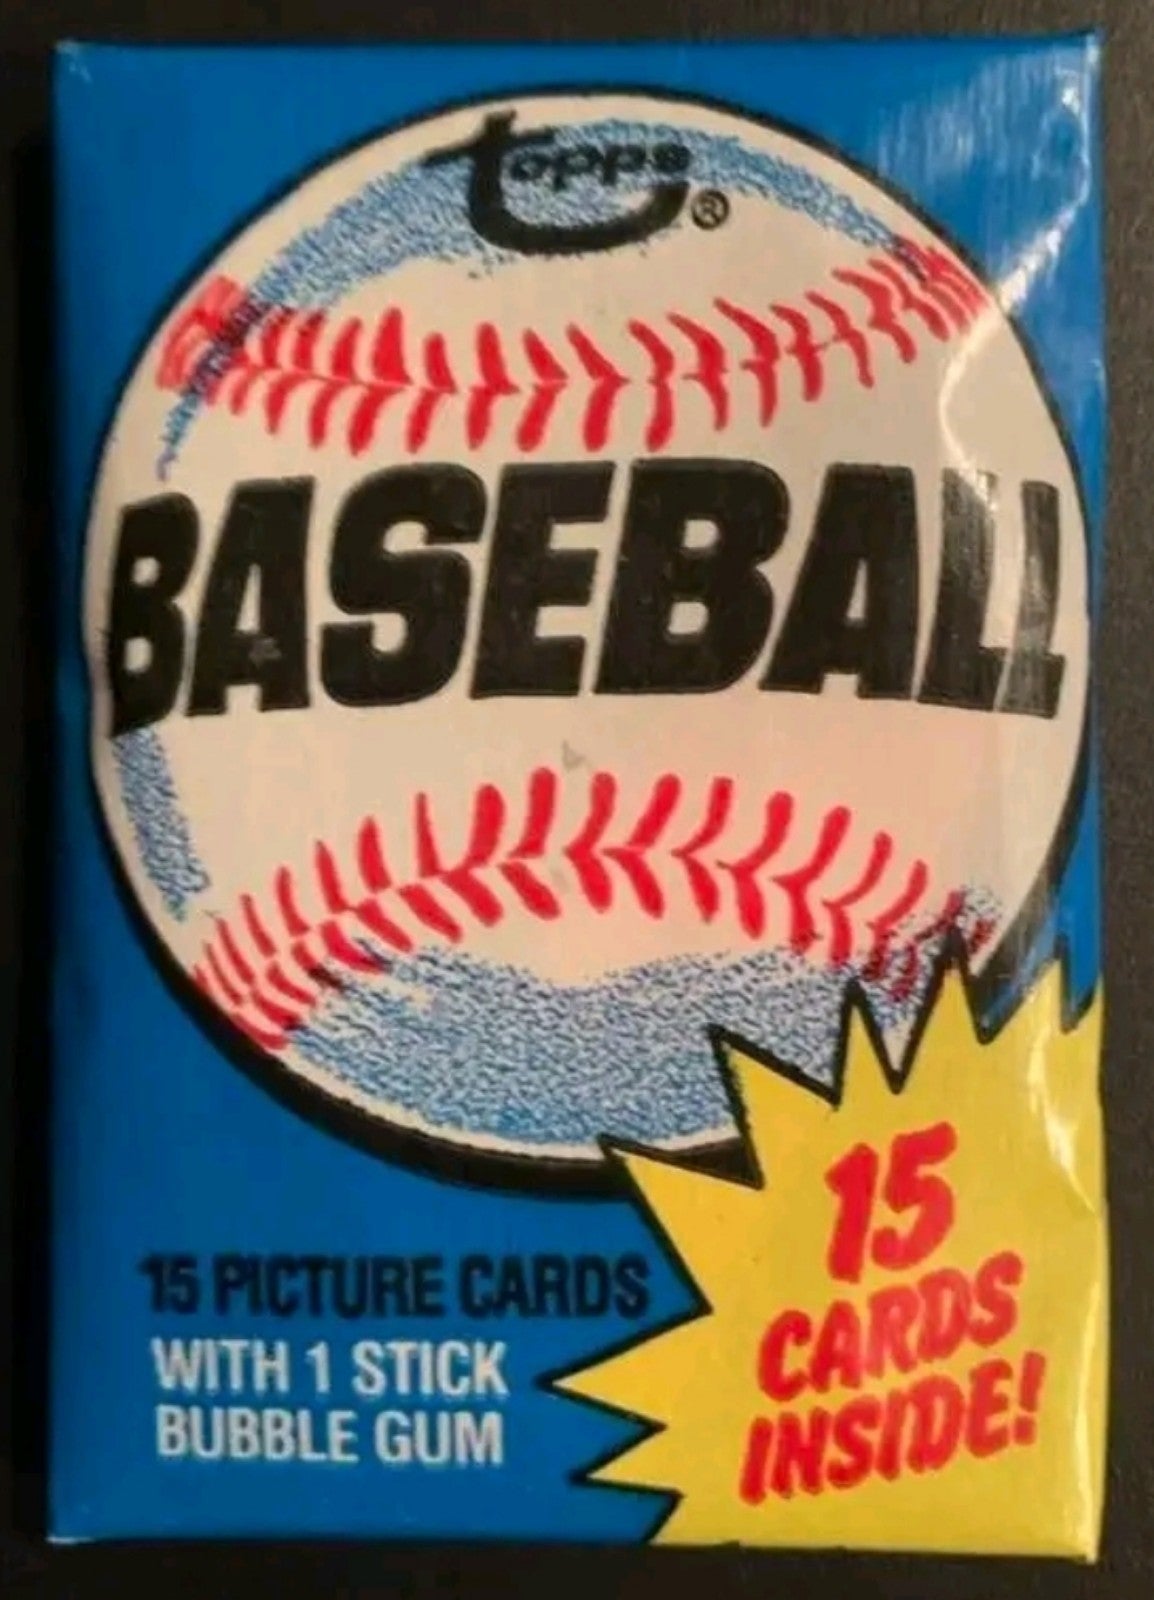 topps®
BASEBALL
15 PICTURE CARDS
WITH 1 STICK
BUBBLE GUM
15
CARDS
INSIDE!